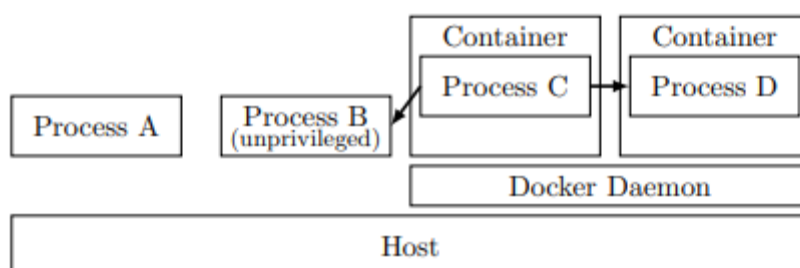 Container
Container
Process C
Process D
Process A
Process B
(unprivileged)
Docker Daemon
Host